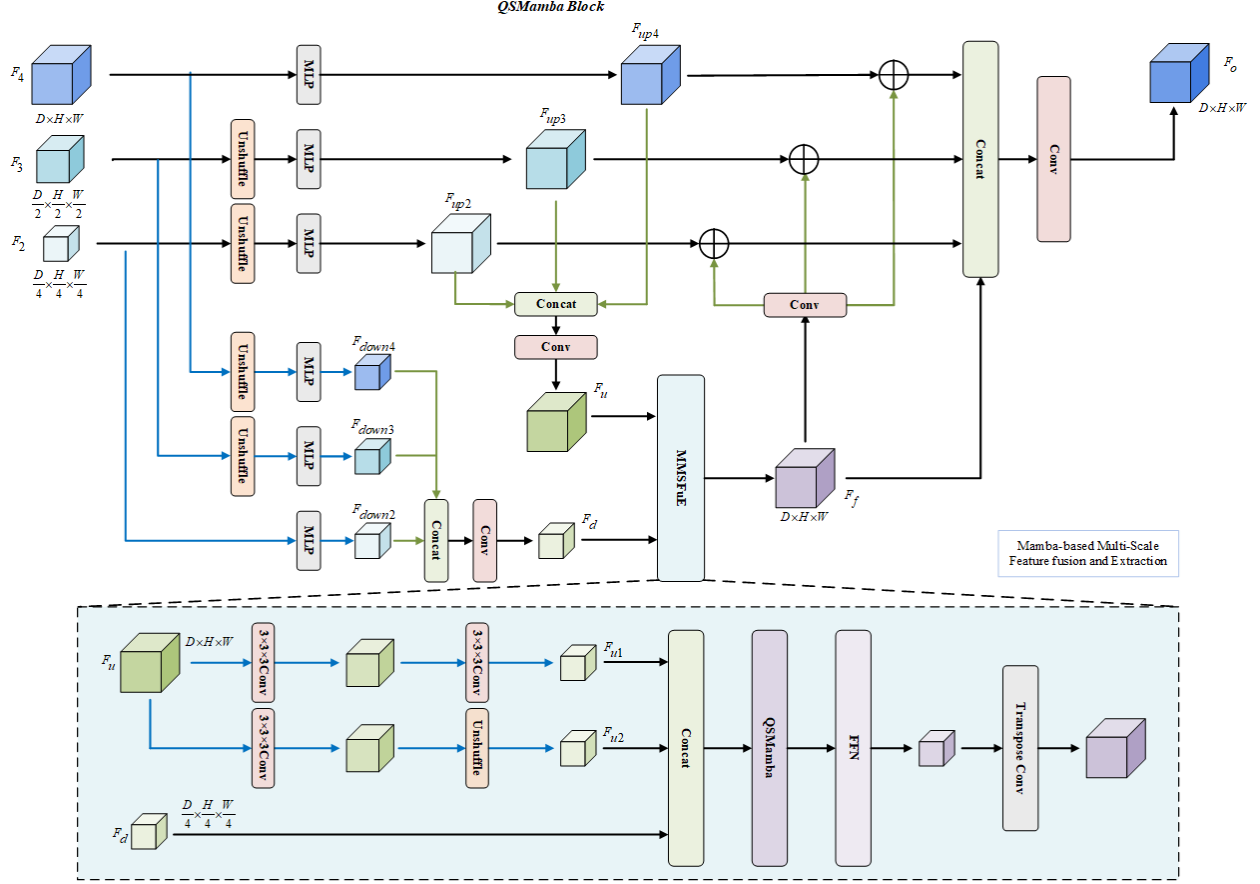 QSMamba Block
F4
D×H×W
MLP
Fup4
Fo
D×H×W
F3
D/2×H/2×W/2
Unshuffle
MLP
Fup3
Concat
Conv
F2
D/4×H/4×W/4
Unshuffle
MLP
Fup2
Concat
Conv
Conv
Unshuffle
MLP
Fdown4
Fu
Unshuffle
MLP
Fdown3
MMSFuE
D×H×W
Ff
MLP
Fdown2
Concat
Conv
Fd
Mamba-based Multi-Scale
Feature fusion and Extraction
Fu
D×H×W
3×3×3Conv
3×3×3Conv
Fu1
3×3×3Conv
Unshuffle
Fu2
Concat
QSMamba
FFN
Transpose Conv
Fd
D/4×H/4×W/4